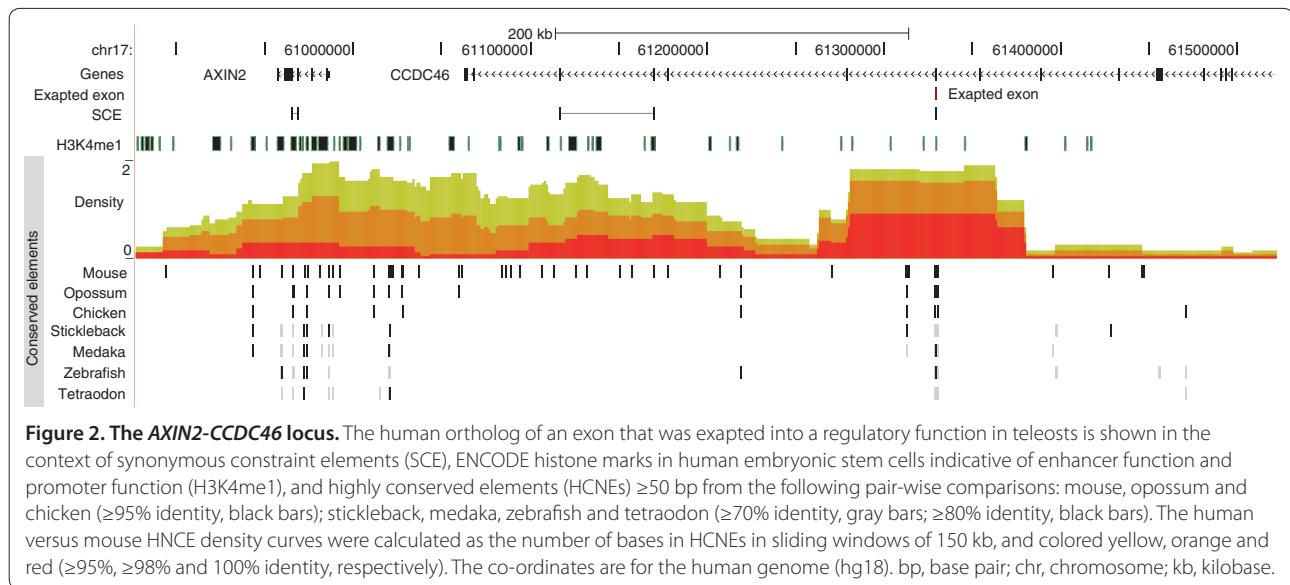 200 kb
chr17: 61000000 61100000 61200000 61300000 61400000 61500000
Genes AXIN2 CCDC46
Exapted exon Exapted exon
SCE
H3K4me1
2
Density
0
Conserved elements
Mouse
Opossum
Chicken
Stickleback
Medaka
Zebrafish
Tetraodon
Figure 2. The AXIN2-CCDC46 locus. The human ortholog of an exon that was exapted into a regulatory function in teleosts is shown in the
context of synonymous constraint elements (SCE), ENCODE histone marks in human embryonic stem cells indicative of enhancer function and
promoter function (H3K4me1), and highly conserved elements (HCNEs) ≥50 bp from the following pair-wise comparisons: mouse, opossum and
chicken (≥95% identity, black bars); stickleback, medaka, zebrafish and tetraodon (≥70% identity, gray bars; ≥80% identity, black bars). The human
versus mouse HNCE density curves were calculated as the number of bases in HCNEs in sliding windows of 150 kb, and colored yellow, orange and
red (≥95%, ≥98% and 100% identity, respectively). The co-ordinates are for the human genome (hg18). bp, base pair; chr, chromosome; kb, kilobase.